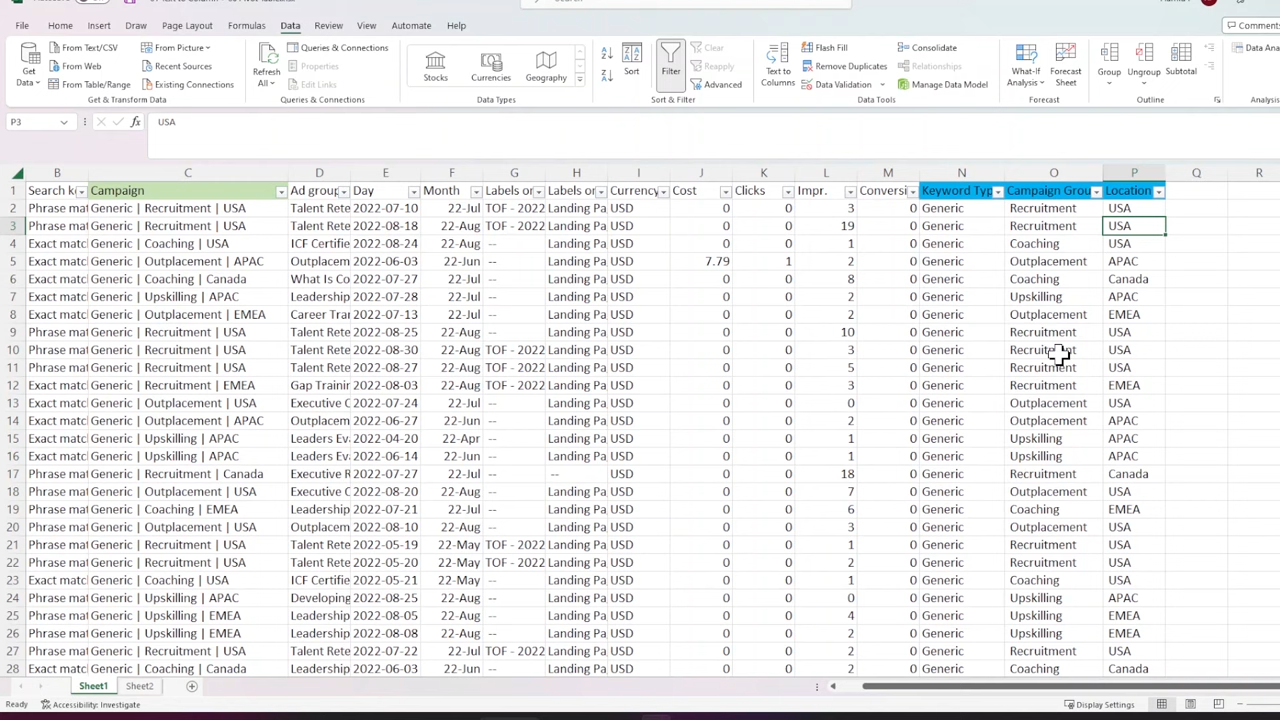 File Home Insert Draw Page Layout Formulas Data Review View Automate Help Comments
From Text/CSV From Picture Queries & Connections Flash Fill Consolidate
From Web Recent Sources Properties Remove Duplicates Relationships
From Table/Range Existing Connections Edit Links Data Validation Manage Data Model
Get Data Refresh All Stocks Currencies Geography Sort Filter Clear Reapply Advanced Text to Columns What-If Analysis Forecast Sheet Group Ungroup Subtotal
Get & Transform Data Queries & Connections Data Types Sort & Filter Data Tools Forecast Outline
P3 fx USA
B C D E F G H I J K L M N O P Q R
1 Search k Campaign Ad group Day Month Labels or Labels or Currency Cost Clicks Impr. Conversi Keyword Typ Campaign Grou Location
2 Phrase mat Generic | Recruitment | USA Talent Rete 2022-07-10 22-Jul TOF - 2022 Landing Pa USD 0 0 3 0 Generic Recruitment USA
3 Phrase mat Generic | Recruitment | USA Talent Rete 2022-08-18 22-Aug TOF - 2022 Landing Pa USD 0 0 19 0 Generic Recruitment USA
4 Exact matc Generic | Coaching | USA ICF Certifie 2022-08-24 22-Aug -- Landing Pa USD 0 0 1 0 Generic Coaching USA
5 Exact matc Generic | Outplacement | APAC Outplacem 2022-06-03 22-Jun -- Landing Pa USD 7.79 1 2 0 Generic Outplacement APAC
6 Exact matc Generic | Coaching | Canada What Is Co 2022-07-27 22-Jul -- Landing Pa USD 0 0 8 0 Generic Coaching Canada
7 Phrase mat Generic | Upskilling | APAC Leadership 2022-07-28 22-Jul -- Landing Pa USD 0 0 2 0 Generic Upskilling APAC
8 Exact matc Generic | Outplacement | EMEA Career Tra 2022-07-13 22-Jul -- Landing Pa USD 0 0 2 0 Generic Outplacement EMEA
9 Phrase mat Generic | Recruitment | USA Talent Rete 2022-08-25 22-Aug -- Landing Pa USD 0 0 10 0 Generic Recruitment USA
10 Phrase mat Generic | Recruitment | USA Talent Rete 2022-08-30 22-Aug TOF - 2022 Landing Pa USD 0 0 3 0 Generic Recruitment USA
11 Phrase mat Generic | Recruitment | USA Talent Rete 2022-08-18 22-Aug TOF - 2022 Landing Pa USD 0 0 5 0 Generic Recruitment USA
12 Exact matc Generic | Recruitment | EMEA Gap Training 2022-08-03 22-Aug TOF - 2022 Landing Pa USD 0 0 3 0 Generic Recruitment EMEA
13 Phrase mat Generic | Outplacement | USA Executive C 2022-07-24 22-Jul -- Landing Pa USD 0 0 0 0 Generic Outplacement USA
14 Exact matc Generic | Outplacement | APAC Outplacem 2022-06-27 22-Jun -- Landing Pa USD 0 0 2 0 Generic Outplacement APAC
15 Exact matc Generic | Upskilling | APAC Leaders Ev 2022-04-20 22-Apr -- Landing Pa USD 0 0 1 0 Generic Upskilling APAC
16 Exact matc Generic | Upskilling | APAC Leadership 2022-06-14 22-Jun -- Landing Pa USD 0 0 1 0 Generic Upskilling APAC
17 Phrase mat Generic | Recruitment | Canada Executive R 2022-07-27 22-Jul -- -- USD 0 0 18 0 Generic Recruitment Canada
18 Phrase mat Generic | Outplacement | USA Executive C 2022-08-20 22-Aug -- Landing Pa USD 0 0 7 0 Generic Outplacement USA
19 Phrase mat Generic | Coaching | EMEA Leadership 2022-07-21 22-Jul -- Landing Pa USD 0 0 6 0 Generic Coaching EMEA
20 Phrase mat Generic | Outplacement | USA Outplacem 2022-08-10 22-Aug -- Landing Pa USD 0 0 3 0 Generic Outplacement USA
21 Phrase mat Generic | Recruitment | USA Talent Rete 2022-05-19 22-May TOF - 2022 Landing Pa USD 0 0 1 0 Generic Recruitment USA
22 Phrase mat Generic | Recruitment | USA Talent Rete 2022-05-20 22-May TOF - 2022 Landing Pa USD 0 0 2 0 Generic Recruitment USA
23 Exact matc Generic | Coaching | USA ICF Certifie 2022-05-21 22-May -- Landing Pa USD 0 0 1 0 Generic Coaching USA
24 Phrase mat Generic | Upskilling | APAC Developing 2022-08-25 22-Aug -- Landing Pa USD 0 0 0 0 Generic Upskilling APAC
25 Phrase mat Generic | Upskilling | EMEA Leadership 2022-08-06 22-Aug -- Landing Pa USD 0 0 4 0 Generic Upskilling EMEA
26 Phrase mat Generic | Upskilling | EMEA Leadership 2022-08-08 22-Aug -- Landing Pa USD 0 0 2 0 Generic Upskilling EMEA
27 Phrase mat Generic | Recruitment | USA Talent Rete 2022-07-22 22-Jul TOF - 2022 Landing Pa USD 0 0 2 0 Generic Recruitment USA
28 Exact matc Generic | Coaching | Canada Leadership 2022-06-03 22-Jun -- Landing Pa USD 0 0 2 0 Generic Coaching Canada
Sheet1 Sheet2
Ready Accessibility: Investigate Display Settings